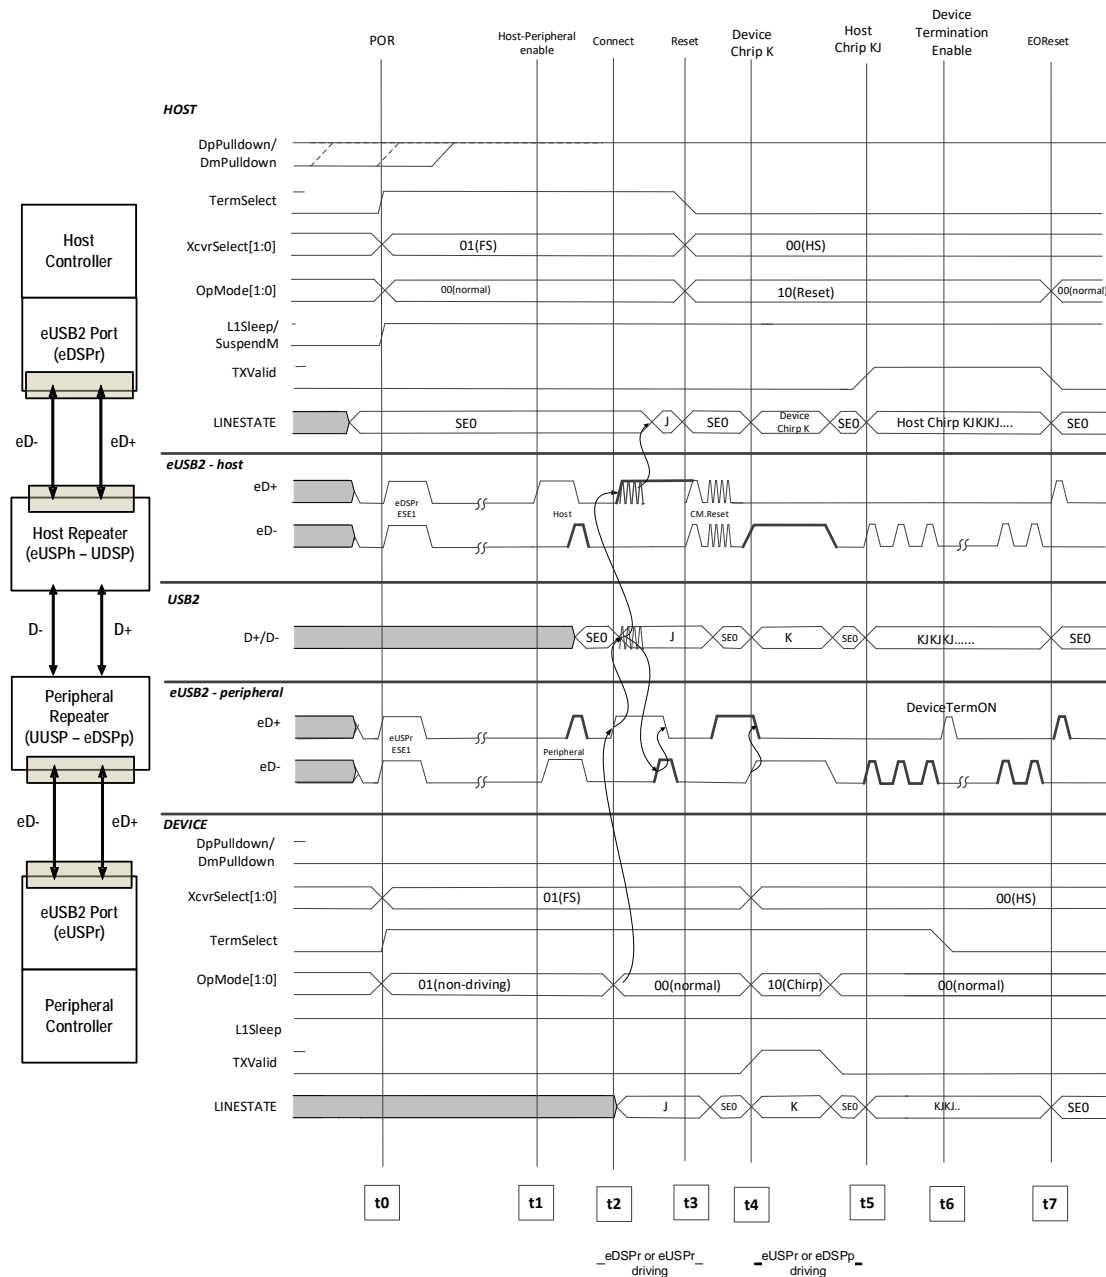 POR
Host-Peripheral
enable
Connect
Reset
Device
Chrip K
Host
Chrip KJ
Device
Termination
Enable
EOReset
HOST
DpPulldown/
DmPulldown
TermSelect
XcvrSelect[1:0]
01(FS)
00(HS)
OpMode[1:0]
00(normal)
10(Reset)
00(normal)
L1Sleep/
SuspendM
TXValid
LINESTATE
SE0
J
SE0
Device
Chirp K
SE0
Host Chirp KJKJKJ....
SE0
eUSB2 - host
eD+
eDSPr
ESE1
Host
CM.Reset
eD-
USB2
D+/D-
SE0
J
SE0
K
SE0
KJKJKJ......
SE0
eUSB2 - peripheral
eD+
eUSPr
ESE1
Peripheral
DeviceTermON
eD-
DEVICE
DpPulldown/
DmPulldown
XcvrSelect[1:0]
01(FS)
00(HS)
TermSelect
OpMode[1:0]
01(non-driving)
00(normal)
10(Chirp)
00(normal)
L1Sleep
TXValid
LINESTATE
J
SE0
K
SE0
KJKJ..
SE0
t0
t1
t2
t3
t4
t5
t6
t7
eDSPr or eUSPr
driving
eUSPr or eDSPp
driving
Host
Controller
eUSB2 Port
(eDSPr)
eD-
eD+
Host Repeater
(eUSPh – UDSP)
D-
D+
Peripheral
Repeater
(UUSP – eDSPp)
eD-
eD+
eUSB2 Port
(eUSPr)
Peripheral
Controller